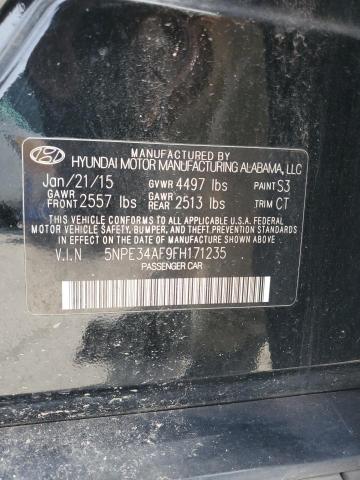 MANUFACTURED BY
HYUNDAI MOTOR MANUFACTURING ALABAMA, LLC
Jan/21/15 GVWR 4497 lbs PAINT S3
GAWR FRONT 2557 lbs GAWR REAR 2513 lbs TRIM CT
THIS VEHICLE CONFORMS TO ALL APPLICABLE U.S.A. FEDERAL
MOTOR VEHICLE SAFETY, BUMPER, AND THEFT PREVENTION
STANDARDS IN EFFECT ON THE DATE OF MANUFACTURE SHOWN ABOVE.
V.I.N 5NPE34AF9FH171235
PASSENGER CAR